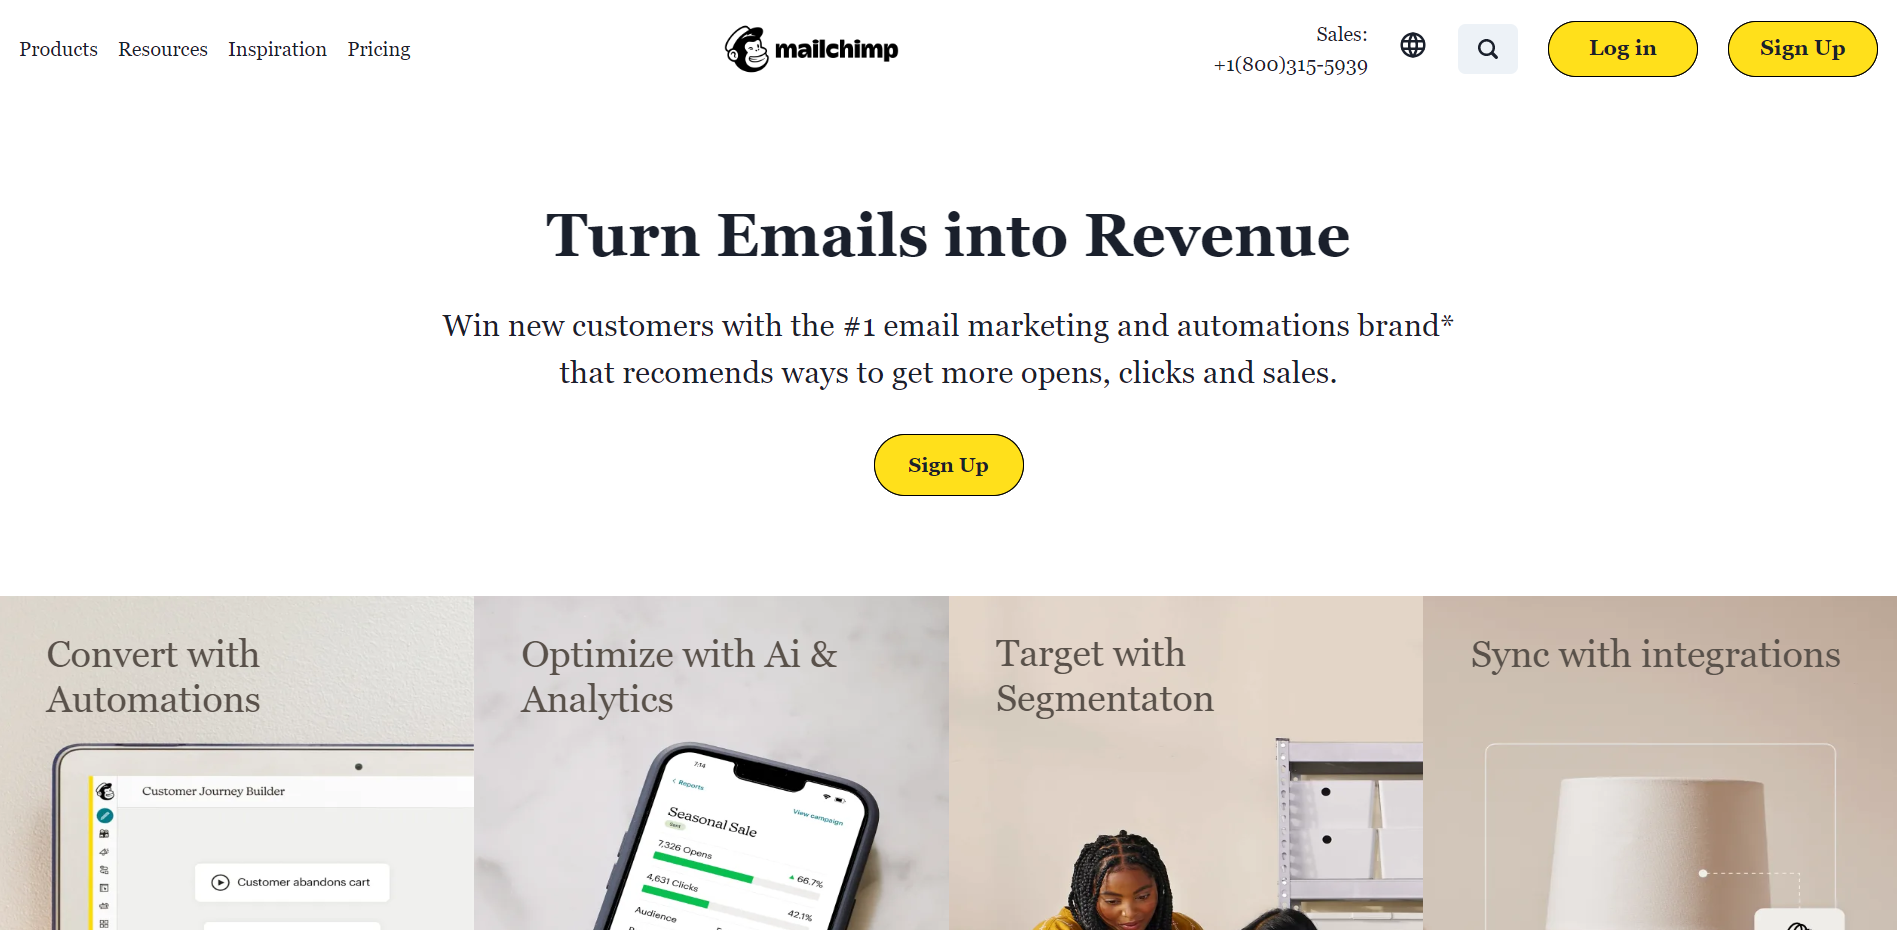 Products Resources Inspiration Pricing
mailchimp
Sales:
+1(800)315-5939
Log in
Sign Up
Turn Emails into Revenue
Win new customers with the #1 email marketing and automations brand*
that recomends ways to get more opens, clicks and sales.
Sign Up
Convert with
Automations
Customer Journey Builder
Customer abandons cart
Optimize with Ai &
Analytics
7:14
Reports
View campaign
Seasonal Sale
Sent
7,326 Opens
66.7%
4,631 Clicks
42.1%
Audience
Target with
Segmentaton
Sync with integrations